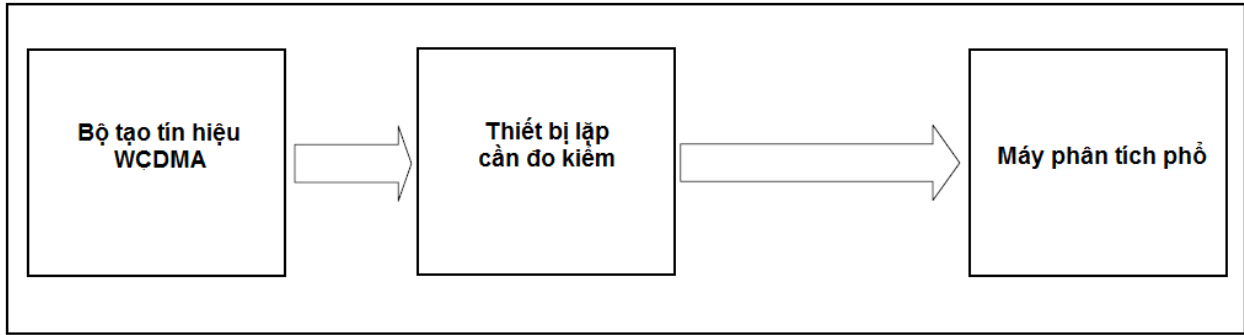 Bộ tạo tín hiệu
WCDMA
Thiết bị lặp
cần đo kiểm
Máy phân tích phổ